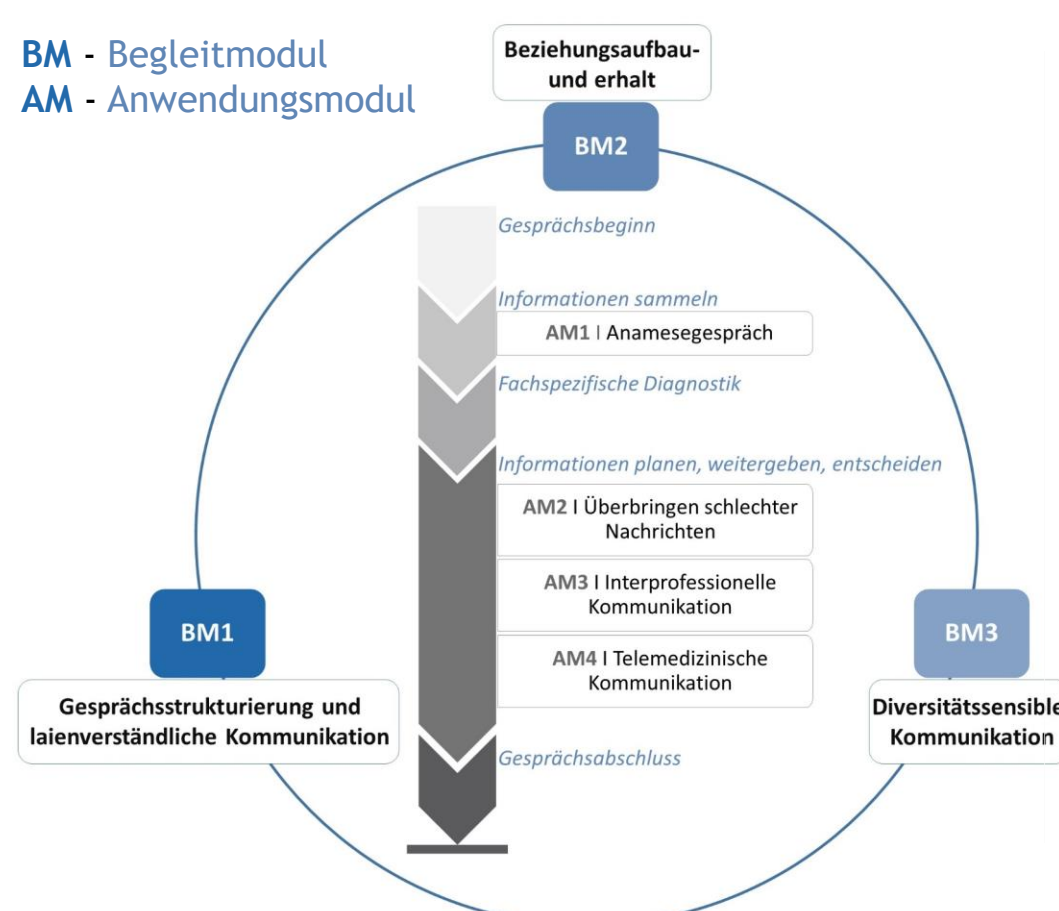 BM - Begleitmodul
AM - Anwendungsmodul
Beziehungsaufbau-
und erhalt
BM2
Gesprächsbeginn
Informationen sammeln
AM1 I Anamesegespräch
Fachspezifische Diagnostik
Informationen planen, weitergeben, entscheiden
AM2 I Überbringen schlechter
Nachrichten
AM3 I Interprofessionelle
Kommunikation
AM4 I Telemedizinische
Kommunikation
Gesprächsabschluss
BM1
Gesprächsstrukturierung und
laienverständliche Kommunikation
BM3
Diversitätssensible
Kommunikation